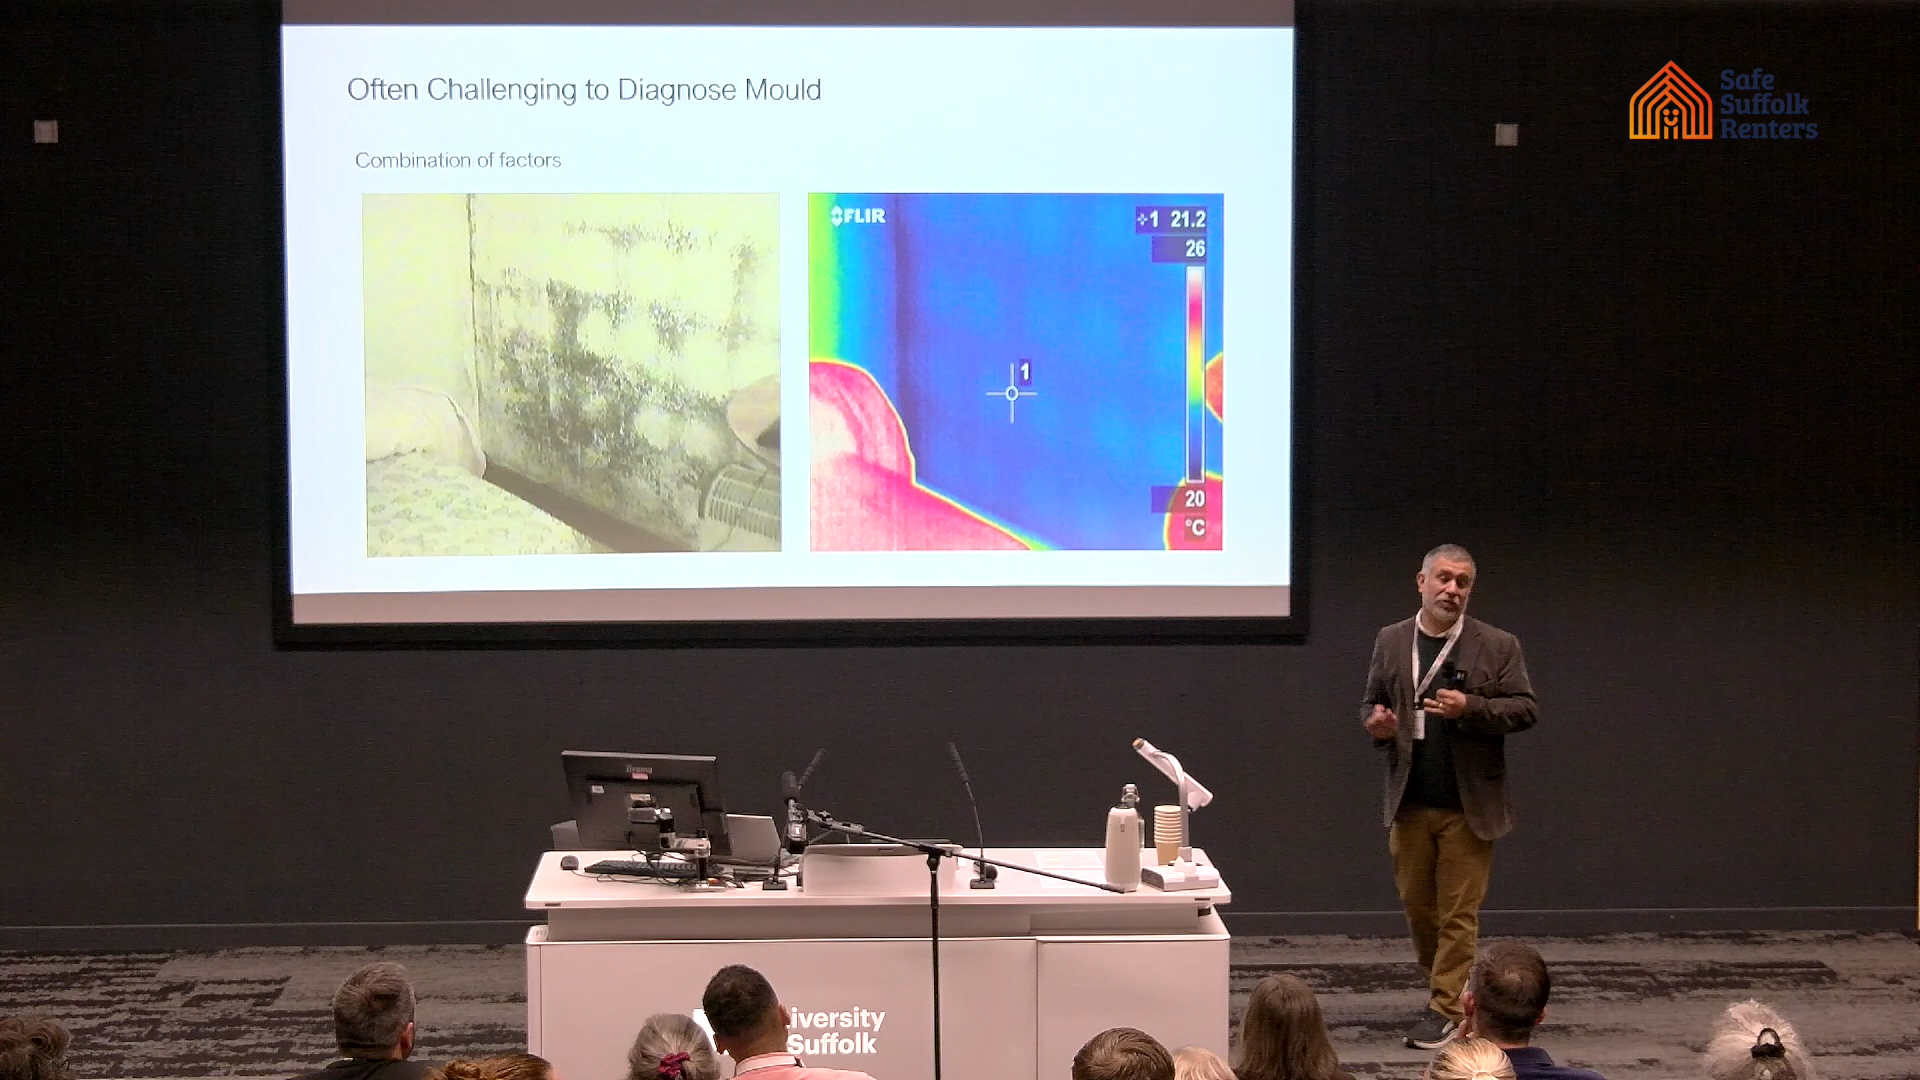 Often Challenging to Diagnose Mould
Combination of factors
FLIR
1 21.2
26
1
20
°C
Safe
Suffolk
Renters
iiyama
iversity
Suffolk